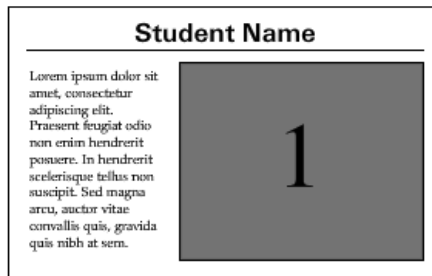 Student Name
Lorem ipsum dolor sit
amet, consectetur
adipiscing elit.
Praesent feugiat odio
non enim hendrerit
posuere. In hendrerit
scelerisque tellus non
suscipit. Sed magna
arcu, auctor vitae
convallis quis, gravida
quis nibh at sem.
1